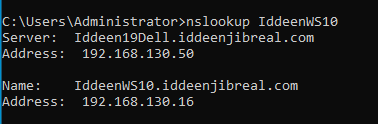 C:\Users\Administrator>nslookup IddeenWS10
Server:  Iddeen19Dell.iddeenjibreal.com
Address:  192.168.130.50

Name:    IddeenWS10.iddeenjibreal.com
Address:  192.168.130.16